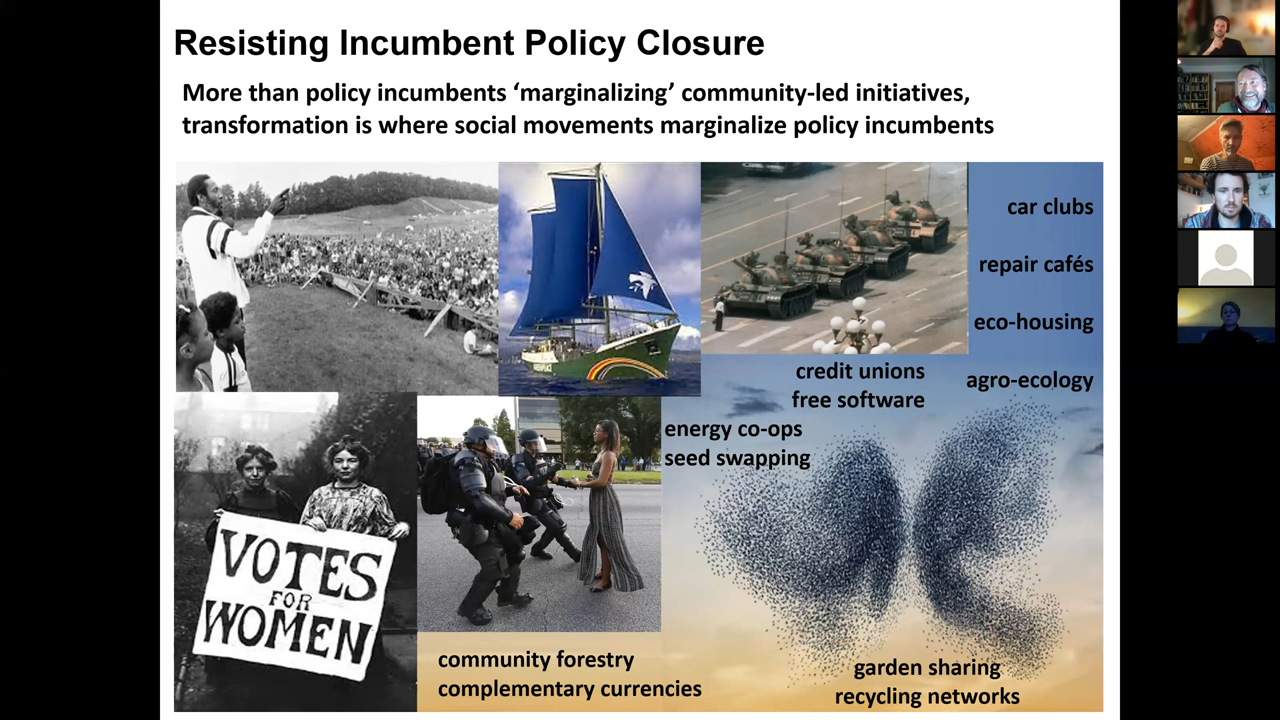 Resisting Incumbent Policy Closure
More than policy incumbents ‘marginalizing’ community-led initiatives,
transformation is where social movements marginalize policy incumbents
car clubs
repair cafés
eco-housing
agro-ecology
credit unions
free software
energy co-ops
seed swapping
GREENPEACE
VOTES
FOR
WOMEN
community forestry
complementary currencies
garden sharing
recycling networks